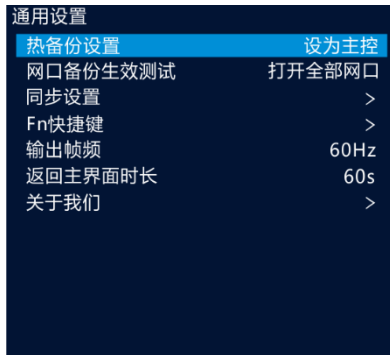 通用设置
热备份设置 设为主控
网口备份生效测试 打开全部网口
同步设置 >
Fn快捷键 >
输出帧频 60Hz
返回主界面时长 60s
关于我们 >